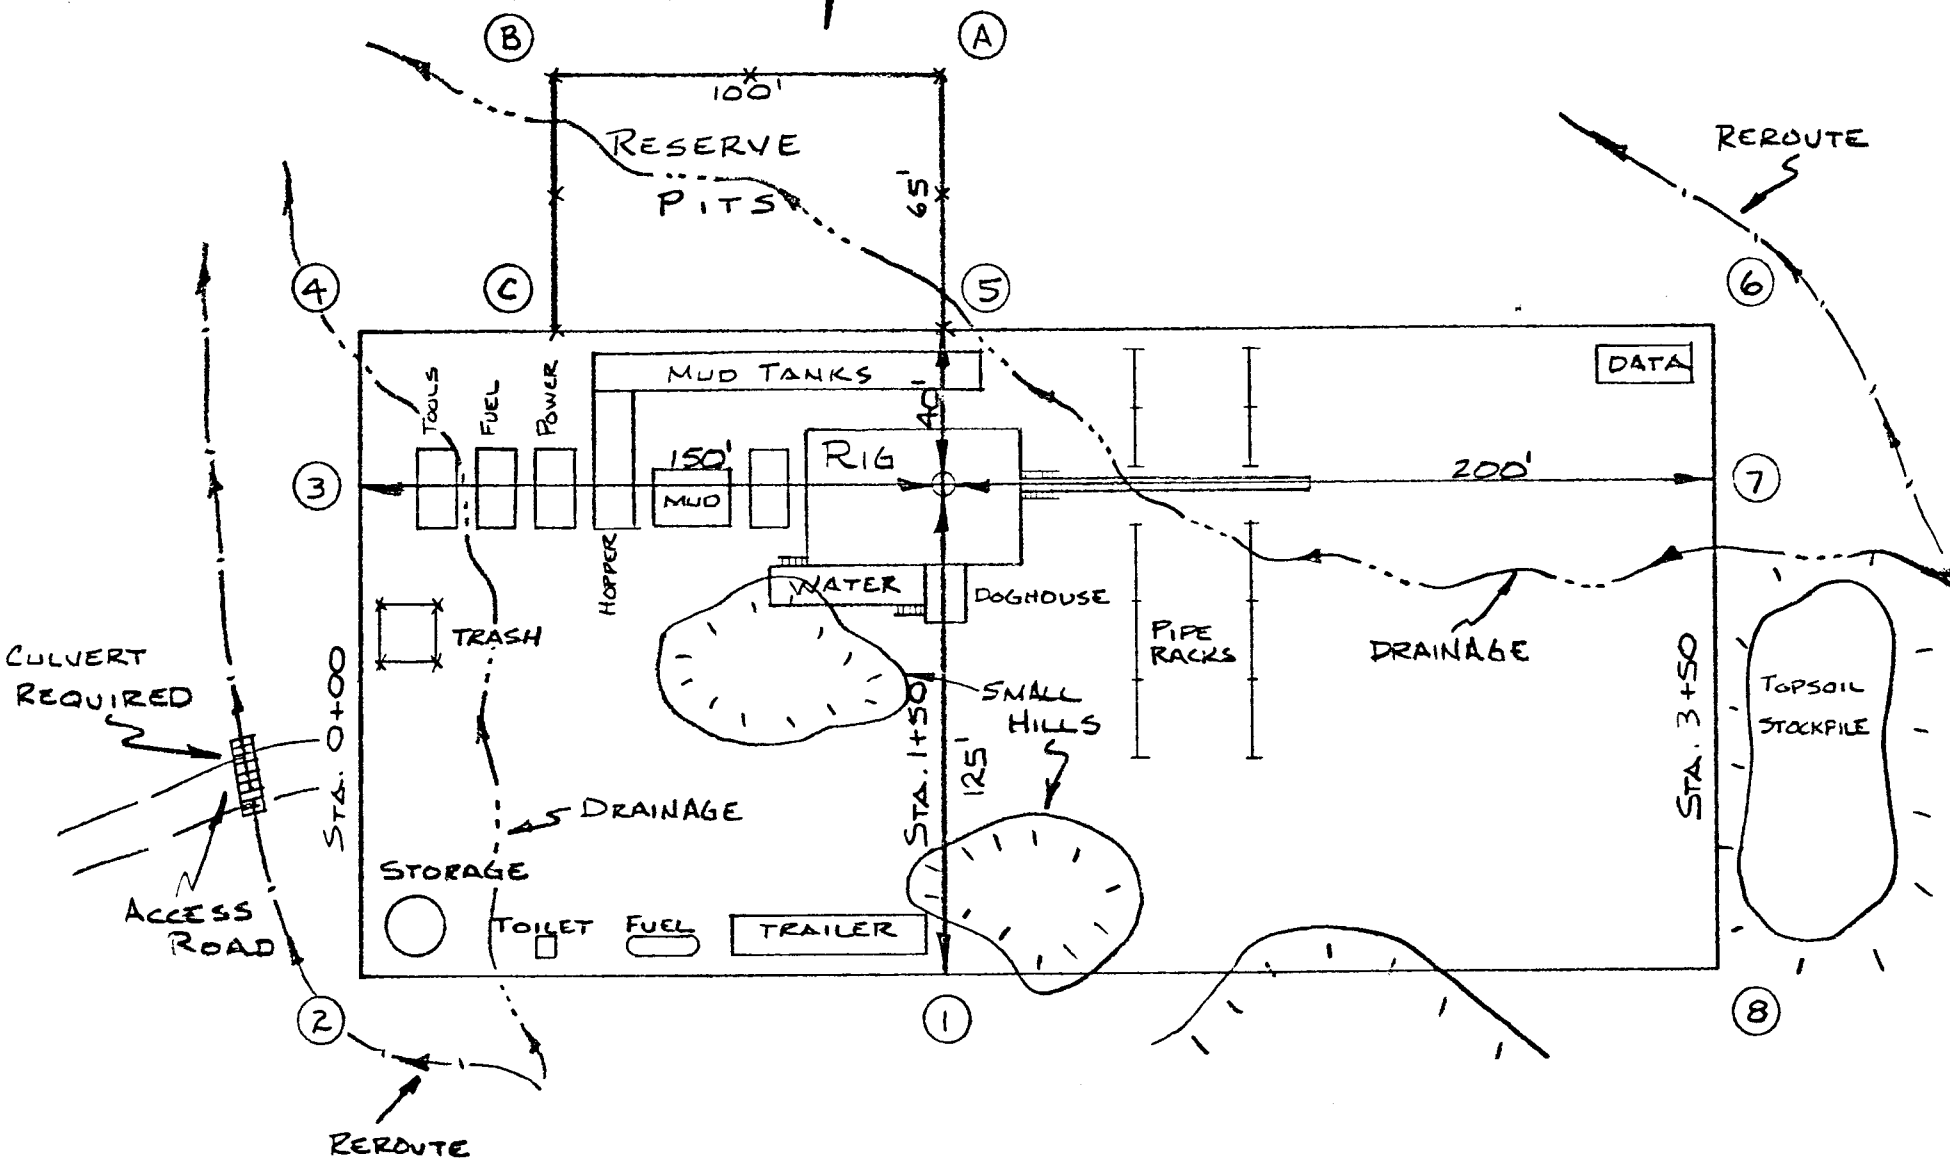 B
A
100'
RESERVE
PITS
65'
REROUTE
4
C
5
6
TOOLS
FUEL
POWER
MUD TANKS
40'
DATA
3
150'
RIG
200'
7
MUD
HOPPER
WATER
DOGHOUSE
TRASH
PIPE
RACKS
DRAINAGE
CULVERT
REQUIRED
STA. 0+00
SMALL
HILLS
STA. 1+50
125'
STA. 3+50
TOPSOIL
STOCKPILE
DRAINAGE
STORAGE
ACCESS
ROAD
TOILET
FUEL
TRAILER
2
1
8
REROUTE